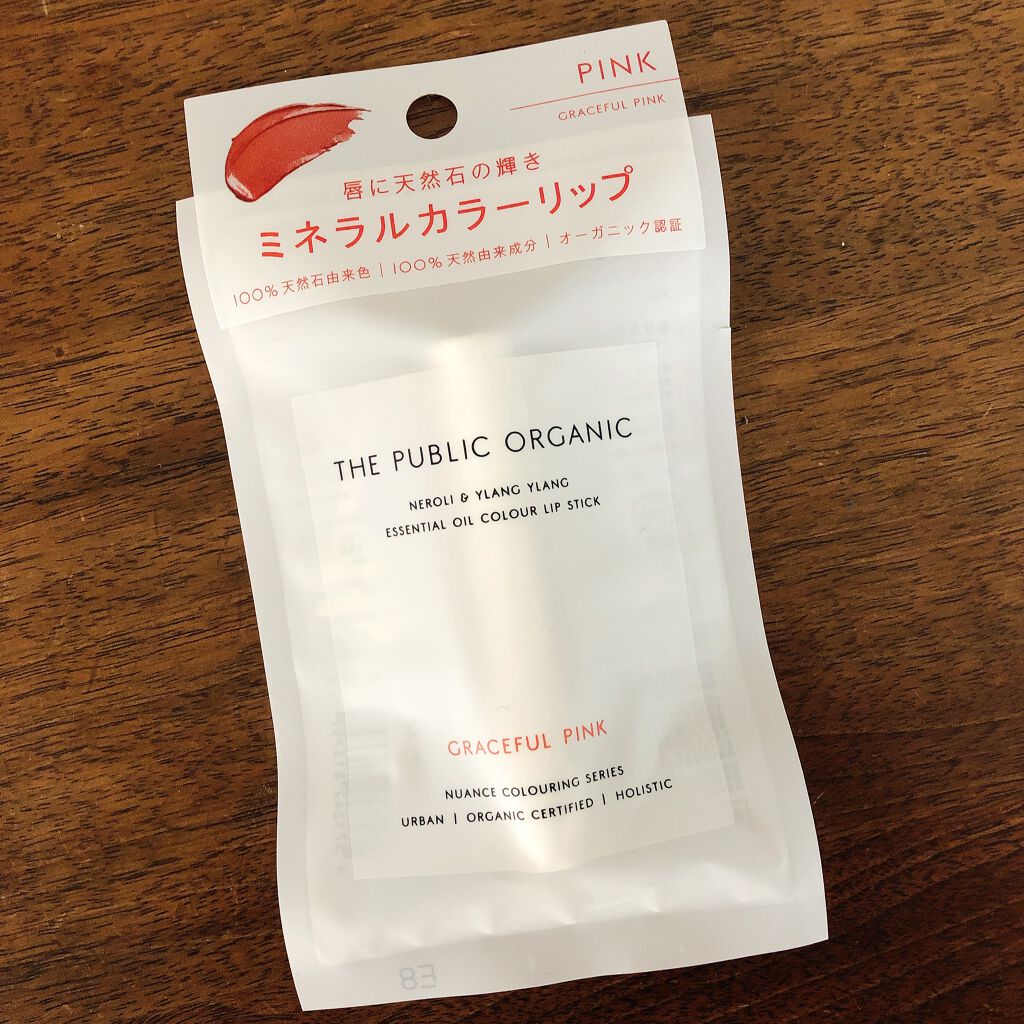 PINK
GRACEFUL PINK
唇に天然石の輝き
ミネラルカラーリップ
100%天然石由来色 | 100%天然由来成分 | オーガニック認証
THE PUBLIC ORGANIC
NEROLI & YLANG YLANG
ESSENTIAL OIL COLOUR LIP STICK
GRACEFUL PINK
NUANCE COLOURING SERIES
URBAN | ORGANIC CERTIFIED | HOLISTIC
E8